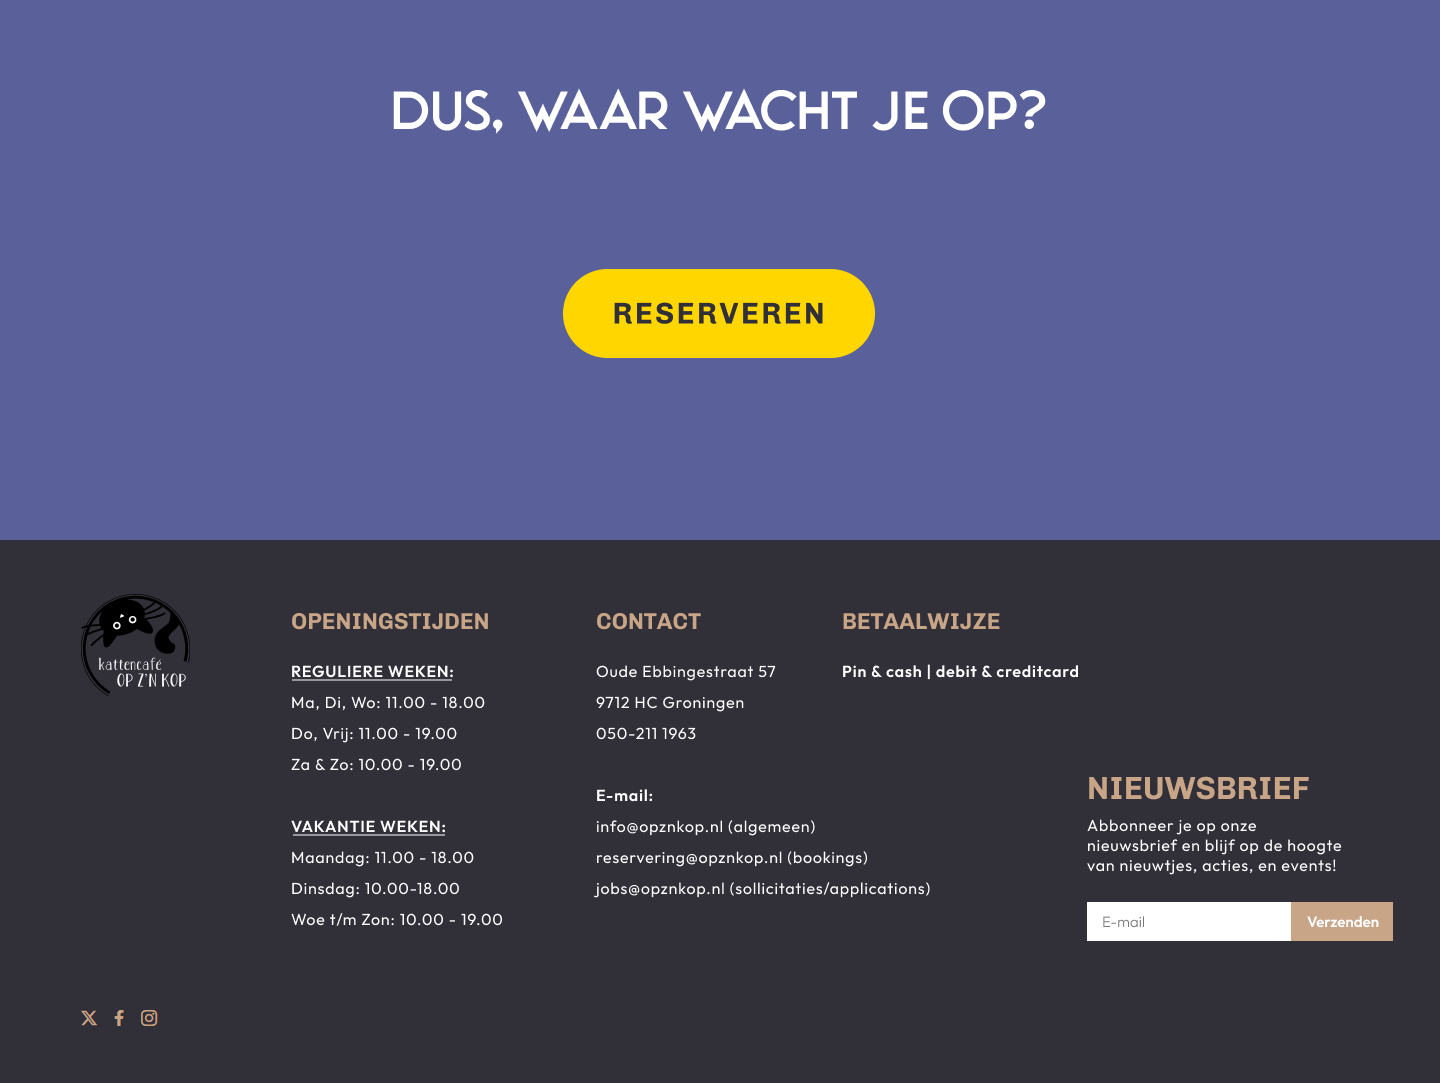 DUS, WAAR WACHT JE OP?
RESERVEREN
kattencafé
OP Z'N KOP
OPENINGSTIJDEN
REGULIERE WEKEN:
Ma, Di, Wo: 11.00 - 18.00
Do, Vrij: 11.00 - 19.00
Za & Zo: 10.00 - 19.00
VAKANTIE WEKEN:
Maandag: 11.00 - 18.00
Dinsdag: 10.00-18.00
Woe t/m Zon: 10.00 - 19.00
CONTACT
Oude Ebbingestraat 57
9712 HC Groningen
050-211 1963
E-mail:
info@opznkop.nl (algemeen)
reservering@opznkop.nl (bookings)
jobs@opznkop.nl (sollicitaties/applications)
BETAALWIJZE
Pin & cash | debit & creditcard
NIEUWSBRIEF
Abbonneer je op onze
nieuwsbrief en blijf op de hoogte
van nieuwtjes, acties, en events!
E-mail
Verzenden